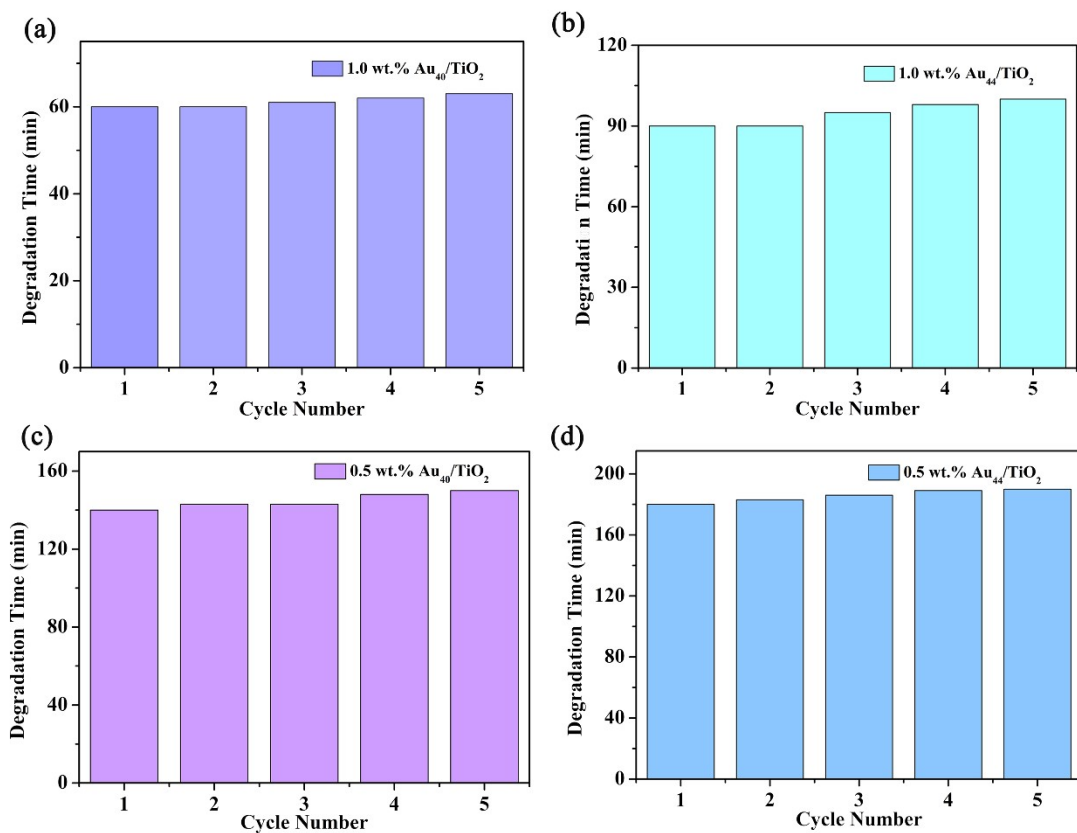 (a)
1.0 wt.% Au₄₀/TiO₂
Degradation Time (min)
60
40
20
0
1 2 3 4 5
Cycle Number
(b)
1.0 wt.% Au₄₄/TiO₂
Degradati n Time (min)
120
90
60
30
0
1 2 3 4 5
Cycle Number
(c)
0.5 wt.% Au₄₀/TiO₂
Degradation Time (min)
160
120
80
40
0
1 2 3 4 5
Cycle Number
(d)
0.5 wt.% Au₄₄/TiO₂
Degradation Time (min)
200
160
120
80
40
0
1 2 3 4 5
Cycle Number